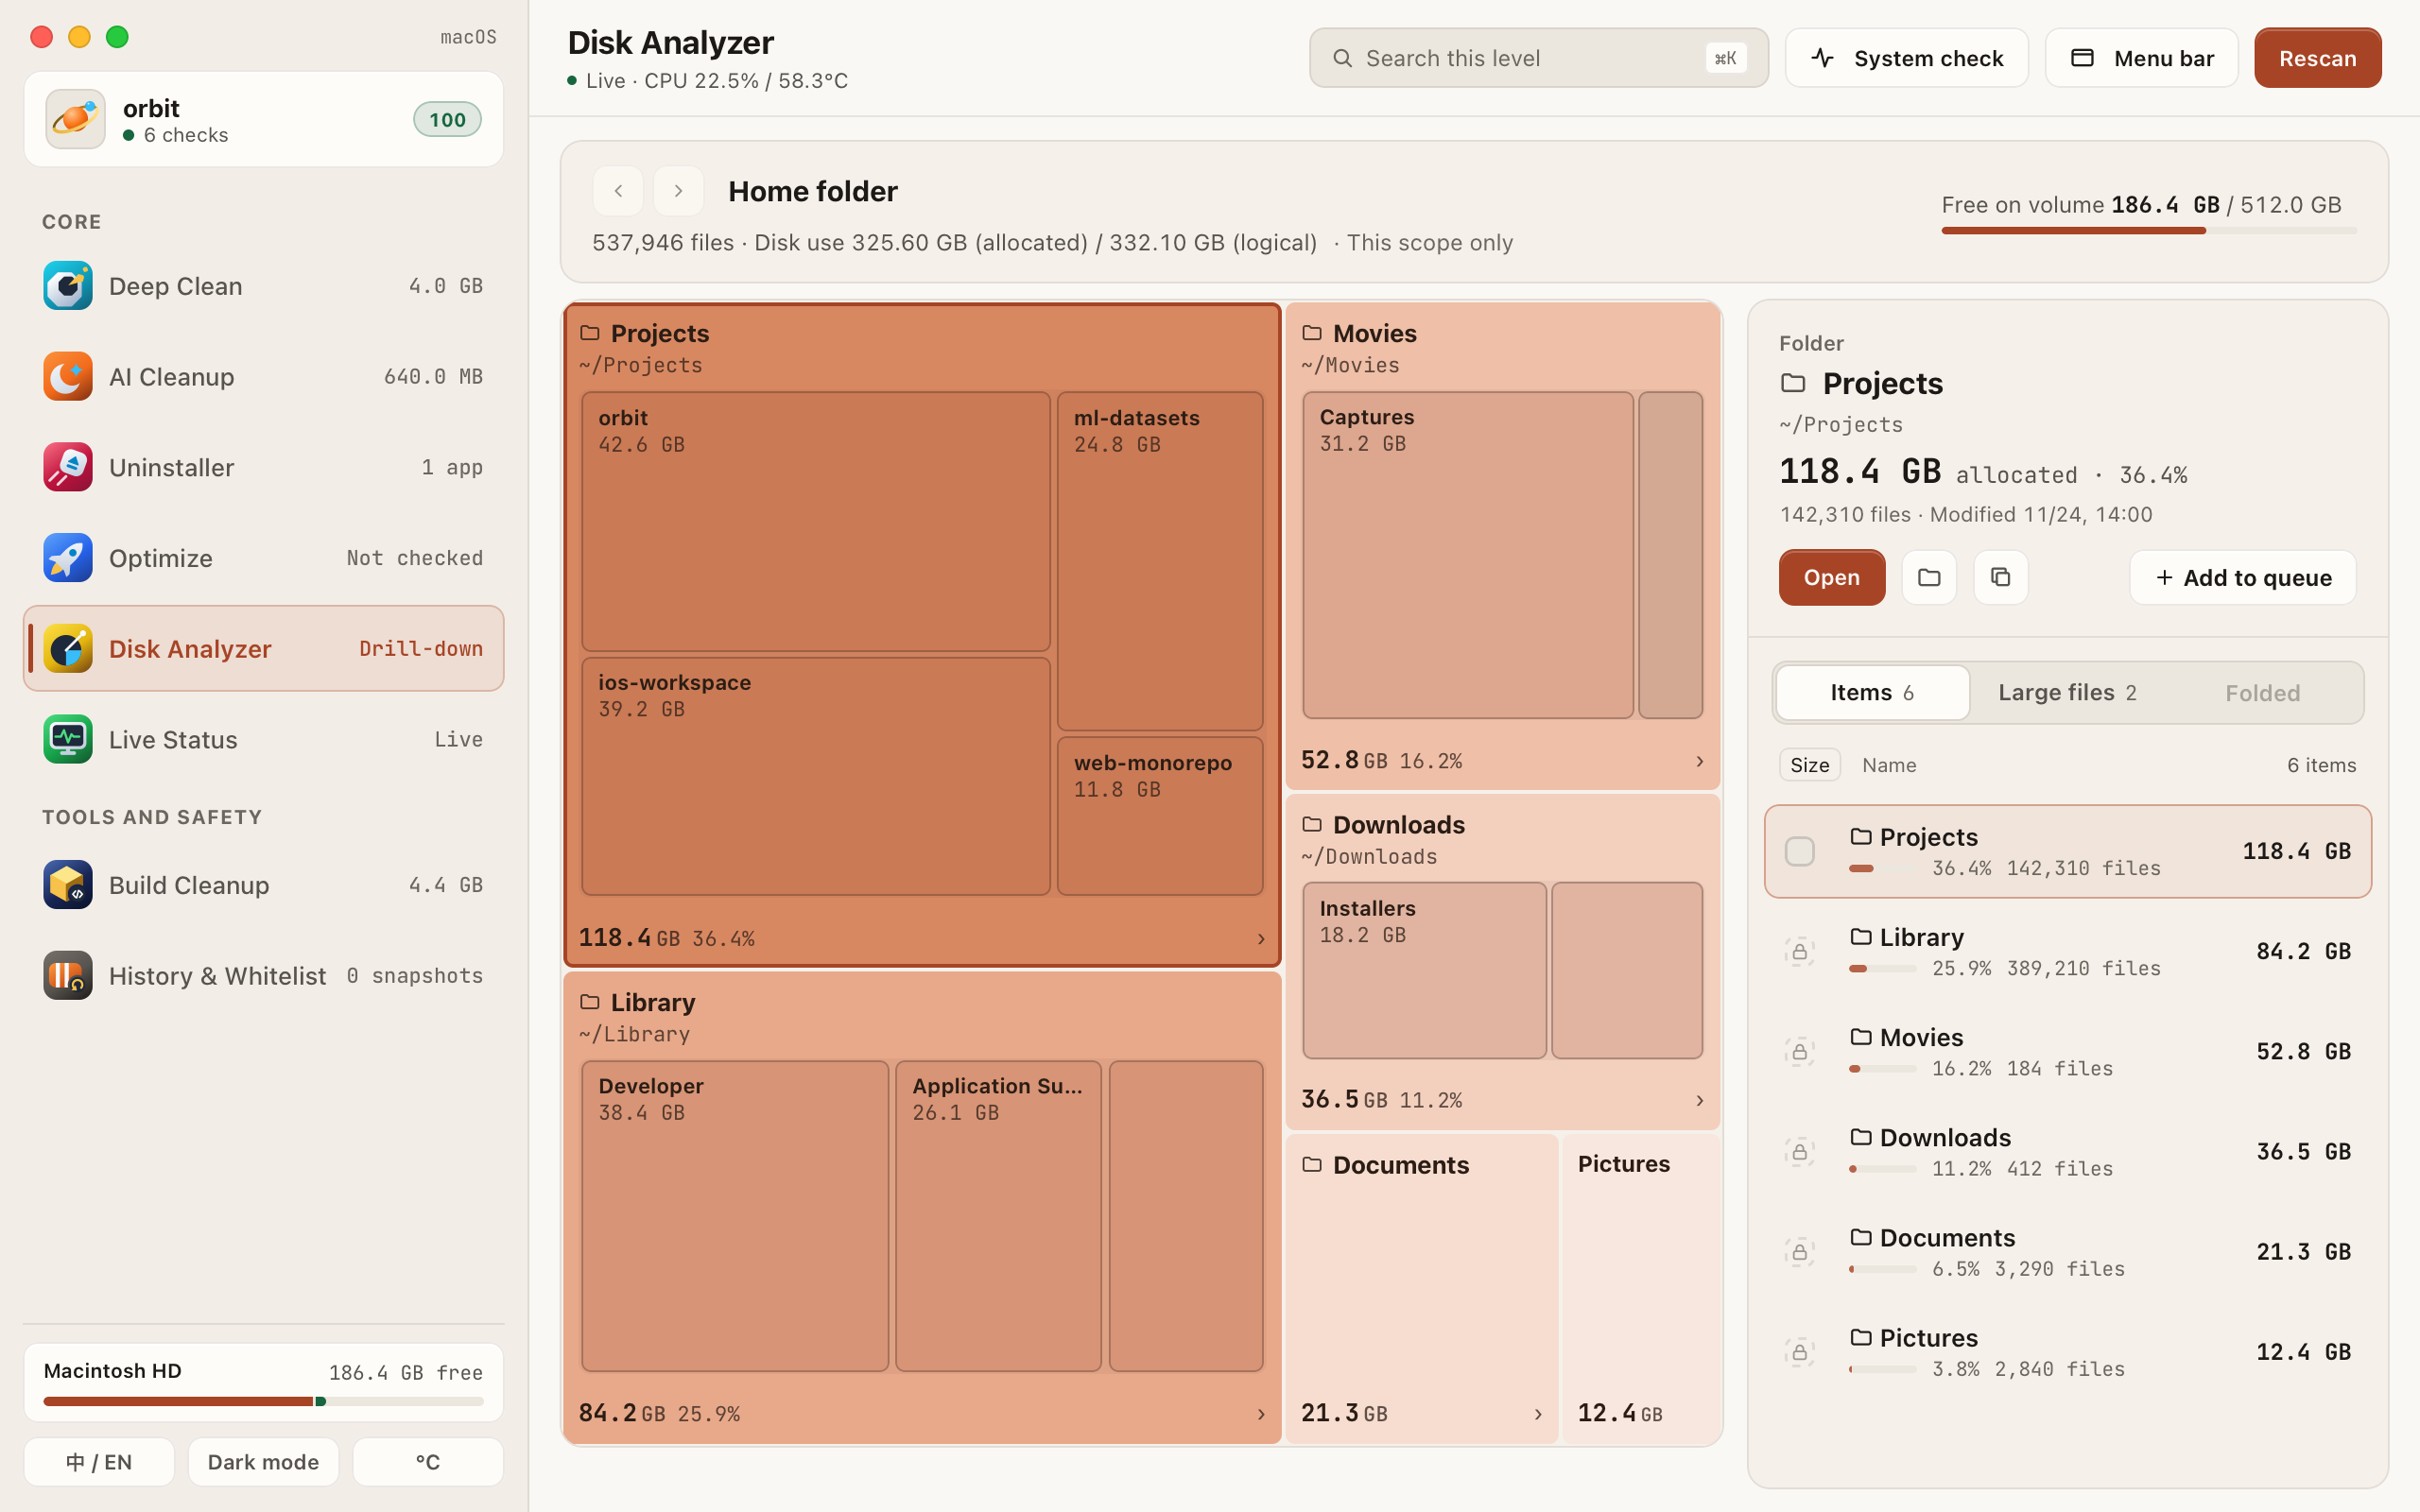 macOS
orbit
6 checks
100
CORE
Deep Clean 4.0 GB
AI Cleanup 640.0 MB
Uninstaller 1 app
Optimize Not checked
Disk Analyzer Drill-down
Live Status Live
TOOLS AND SAFETY
Build Cleanup 4.4 GB
History & Whitelist 0 snapshots
Macintosh HD 186.4 GB free
中 / EN
Dark mode
°C
Disk Analyzer
Live · CPU 22.5% / 58.3°C
Search this level ⌘K
System check
Menu bar
Rescan
Home folder
537,946 files · Disk use 325.60 GB (allocated) / 332.10 GB (logical) · This scope only
Free on volume 186.4 GB / 512.0 GB
Projects
~/Projects
orbit
42.6 GB
ml-datasets
24.8 GB
ios-workspace
39.2 GB
web-monorepo
11.8 GB
118.4 GB 36.4%
Library
~/Library
Developer
38.4 GB
Application Su...
26.1 GB
84.2 GB 25.9%
Movies
~/Movies
Captures
31.2 GB
52.8 GB 16.2%
Downloads
~/Downloads
Installers
18.2 GB
36.5 GB 11.2%
Documents
21.3 GB
Pictures
12.4 GB
Folder
Projects
~/Projects
118.4 GB allocated · 36.4%
142,310 files · Modified 11/24, 14:00
Open
+ Add to queue
Items 6
Large files 2
Folded
Size Name 6 items
Projects
36.4% 142,310 files
118.4 GB
Library
25.9% 389,210 files
84.2 GB
Movies
16.2% 184 files
52.8 GB
Downloads
11.2% 412 files
36.5 GB
Documents
6.5% 3,290 files
21.3 GB
Pictures
3.8% 2,840 files
12.4 GB